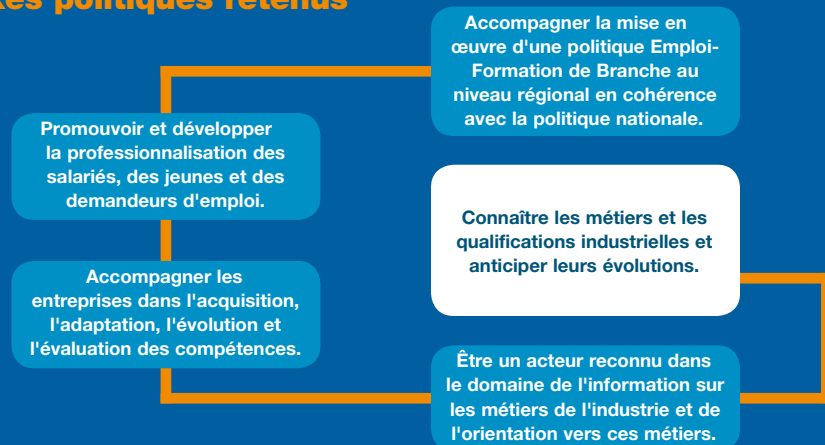 politiques retenus
Accompagner la mise en
œuvre d'une politique Emploi-
Formation de Branche au
niveau régional en cohérence
avec la politique nationale.
Promouvoir et développer
la professionnalisation des
salariés, des jeunes et des
demandeurs d'emploi.
Connaître les métiers et les
qualifications industrielles et
anticiper leurs évolutions.
Accompagner les
entreprises dans l'acquisition,
l'adaptation, l'évolution et
l'évaluation des compétences.
Être un acteur reconnu dans
le domaine de l'information sur
les métiers de l'industrie et de
l'orientation vers ces métiers.